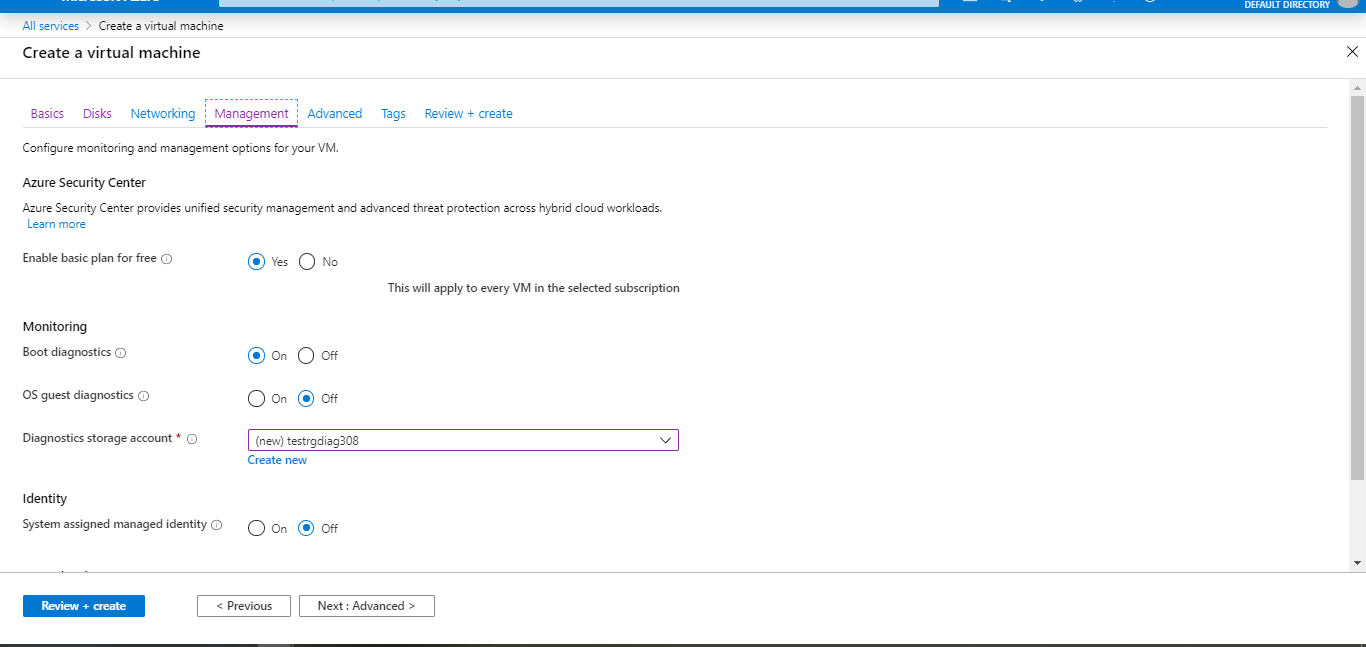 DEFAULT DIRECTORY
All services > Create a virtual machine
Create a virtual machine
Basics Disks Networking Management Advanced Tags Review + create
Configure monitoring and management options for your VM.
Azure Security Center
Azure Security Center provides unified security management and advanced threat protection across hybrid cloud workloads.
Learn more
Enable basic plan for free Yes No
This will apply to every VM in the selected subscription
Monitoring
Boot diagnostics On Off
OS guest diagnostics On Off
Diagnostics storage account * (new) testrgdiag308
Create new
Identity
System assigned managed identity On Off
Review + create < Previous Next : Advanced >